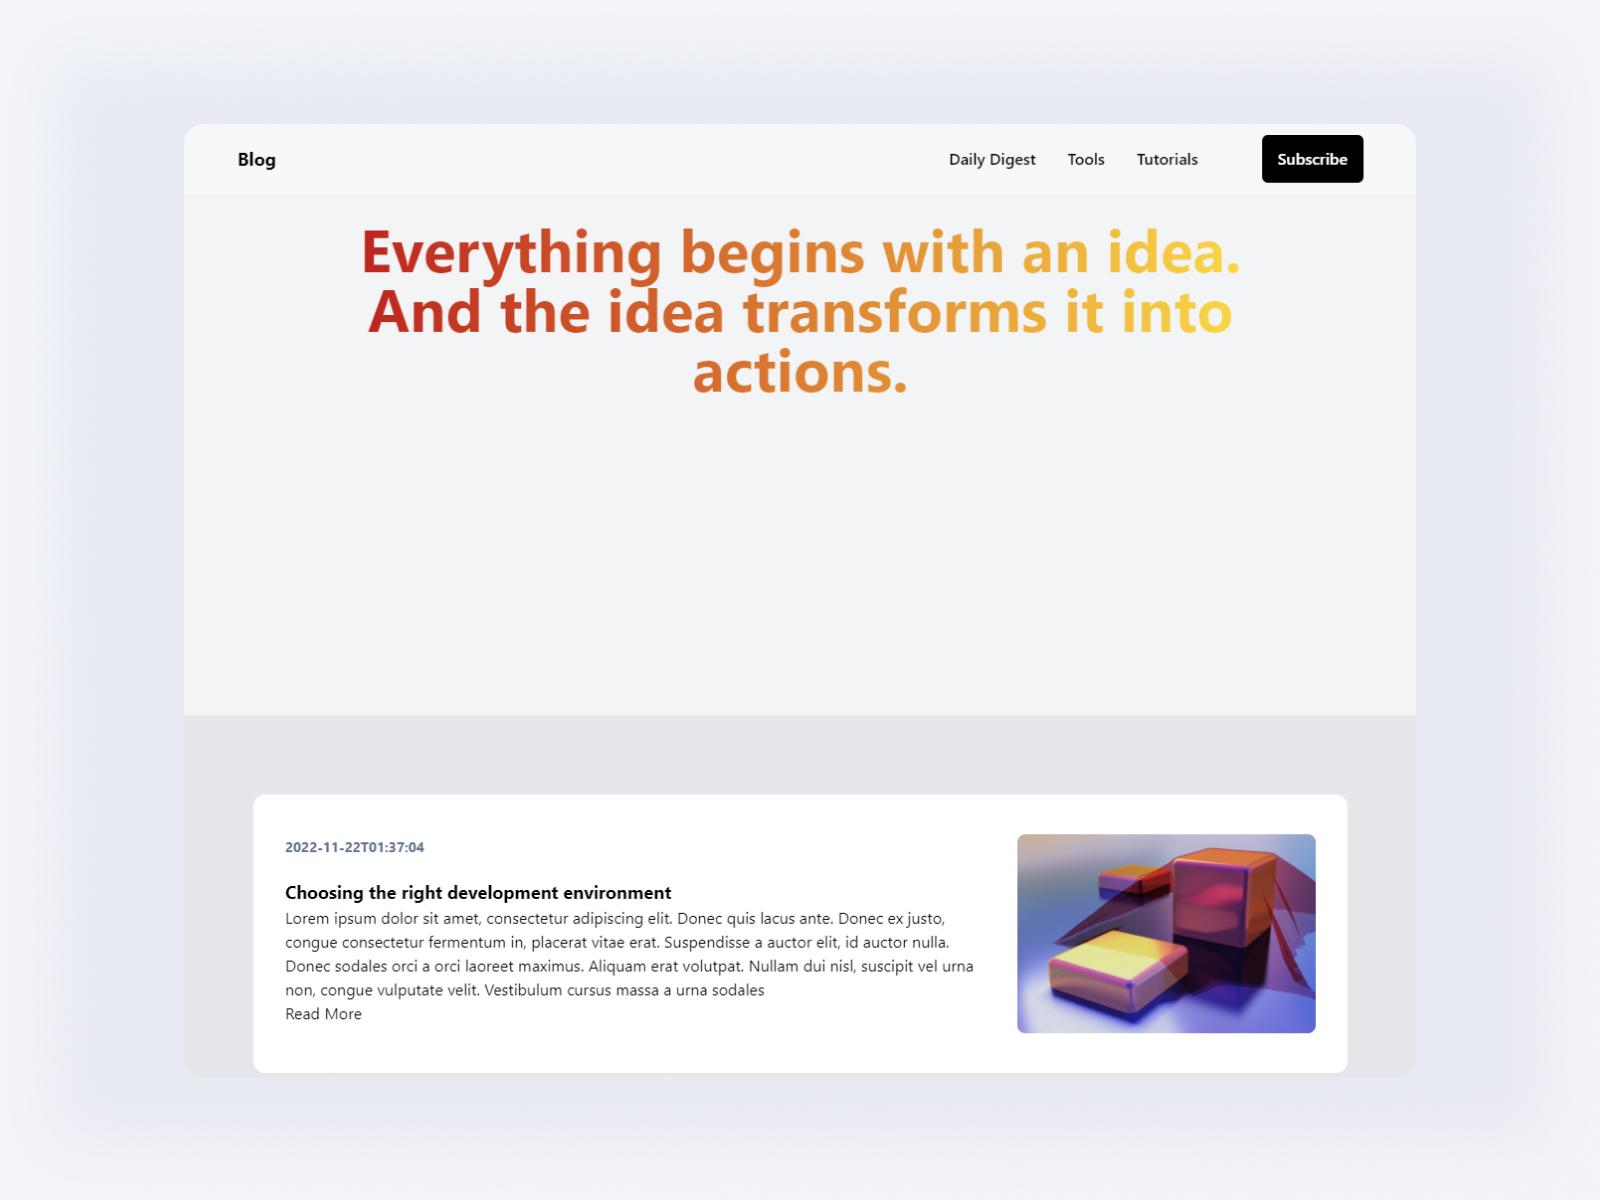 Blog
Daily Digest
Tools
Tutorials
Subscribe
Everything begins with an idea.
And the idea transforms it into
actions.
2022-11-22T01:37:04
Choosing the right development environment
Lorem ipsum dolor sit amet, consectetur adipiscing elit. Donec quis lacus ante. Donec ex justo,
congue consectetur fermentum in, placerat vitae erat. Suspendisse a auctor elit, id auctor nulla.
Donec sodales orci a orci laoreet maximus. Aliquam erat volutpat. Nullam dui nisl, suscipit vel urna
non, congue vulputate velit. Vestibulum cursus massa a urna sodales
Read More